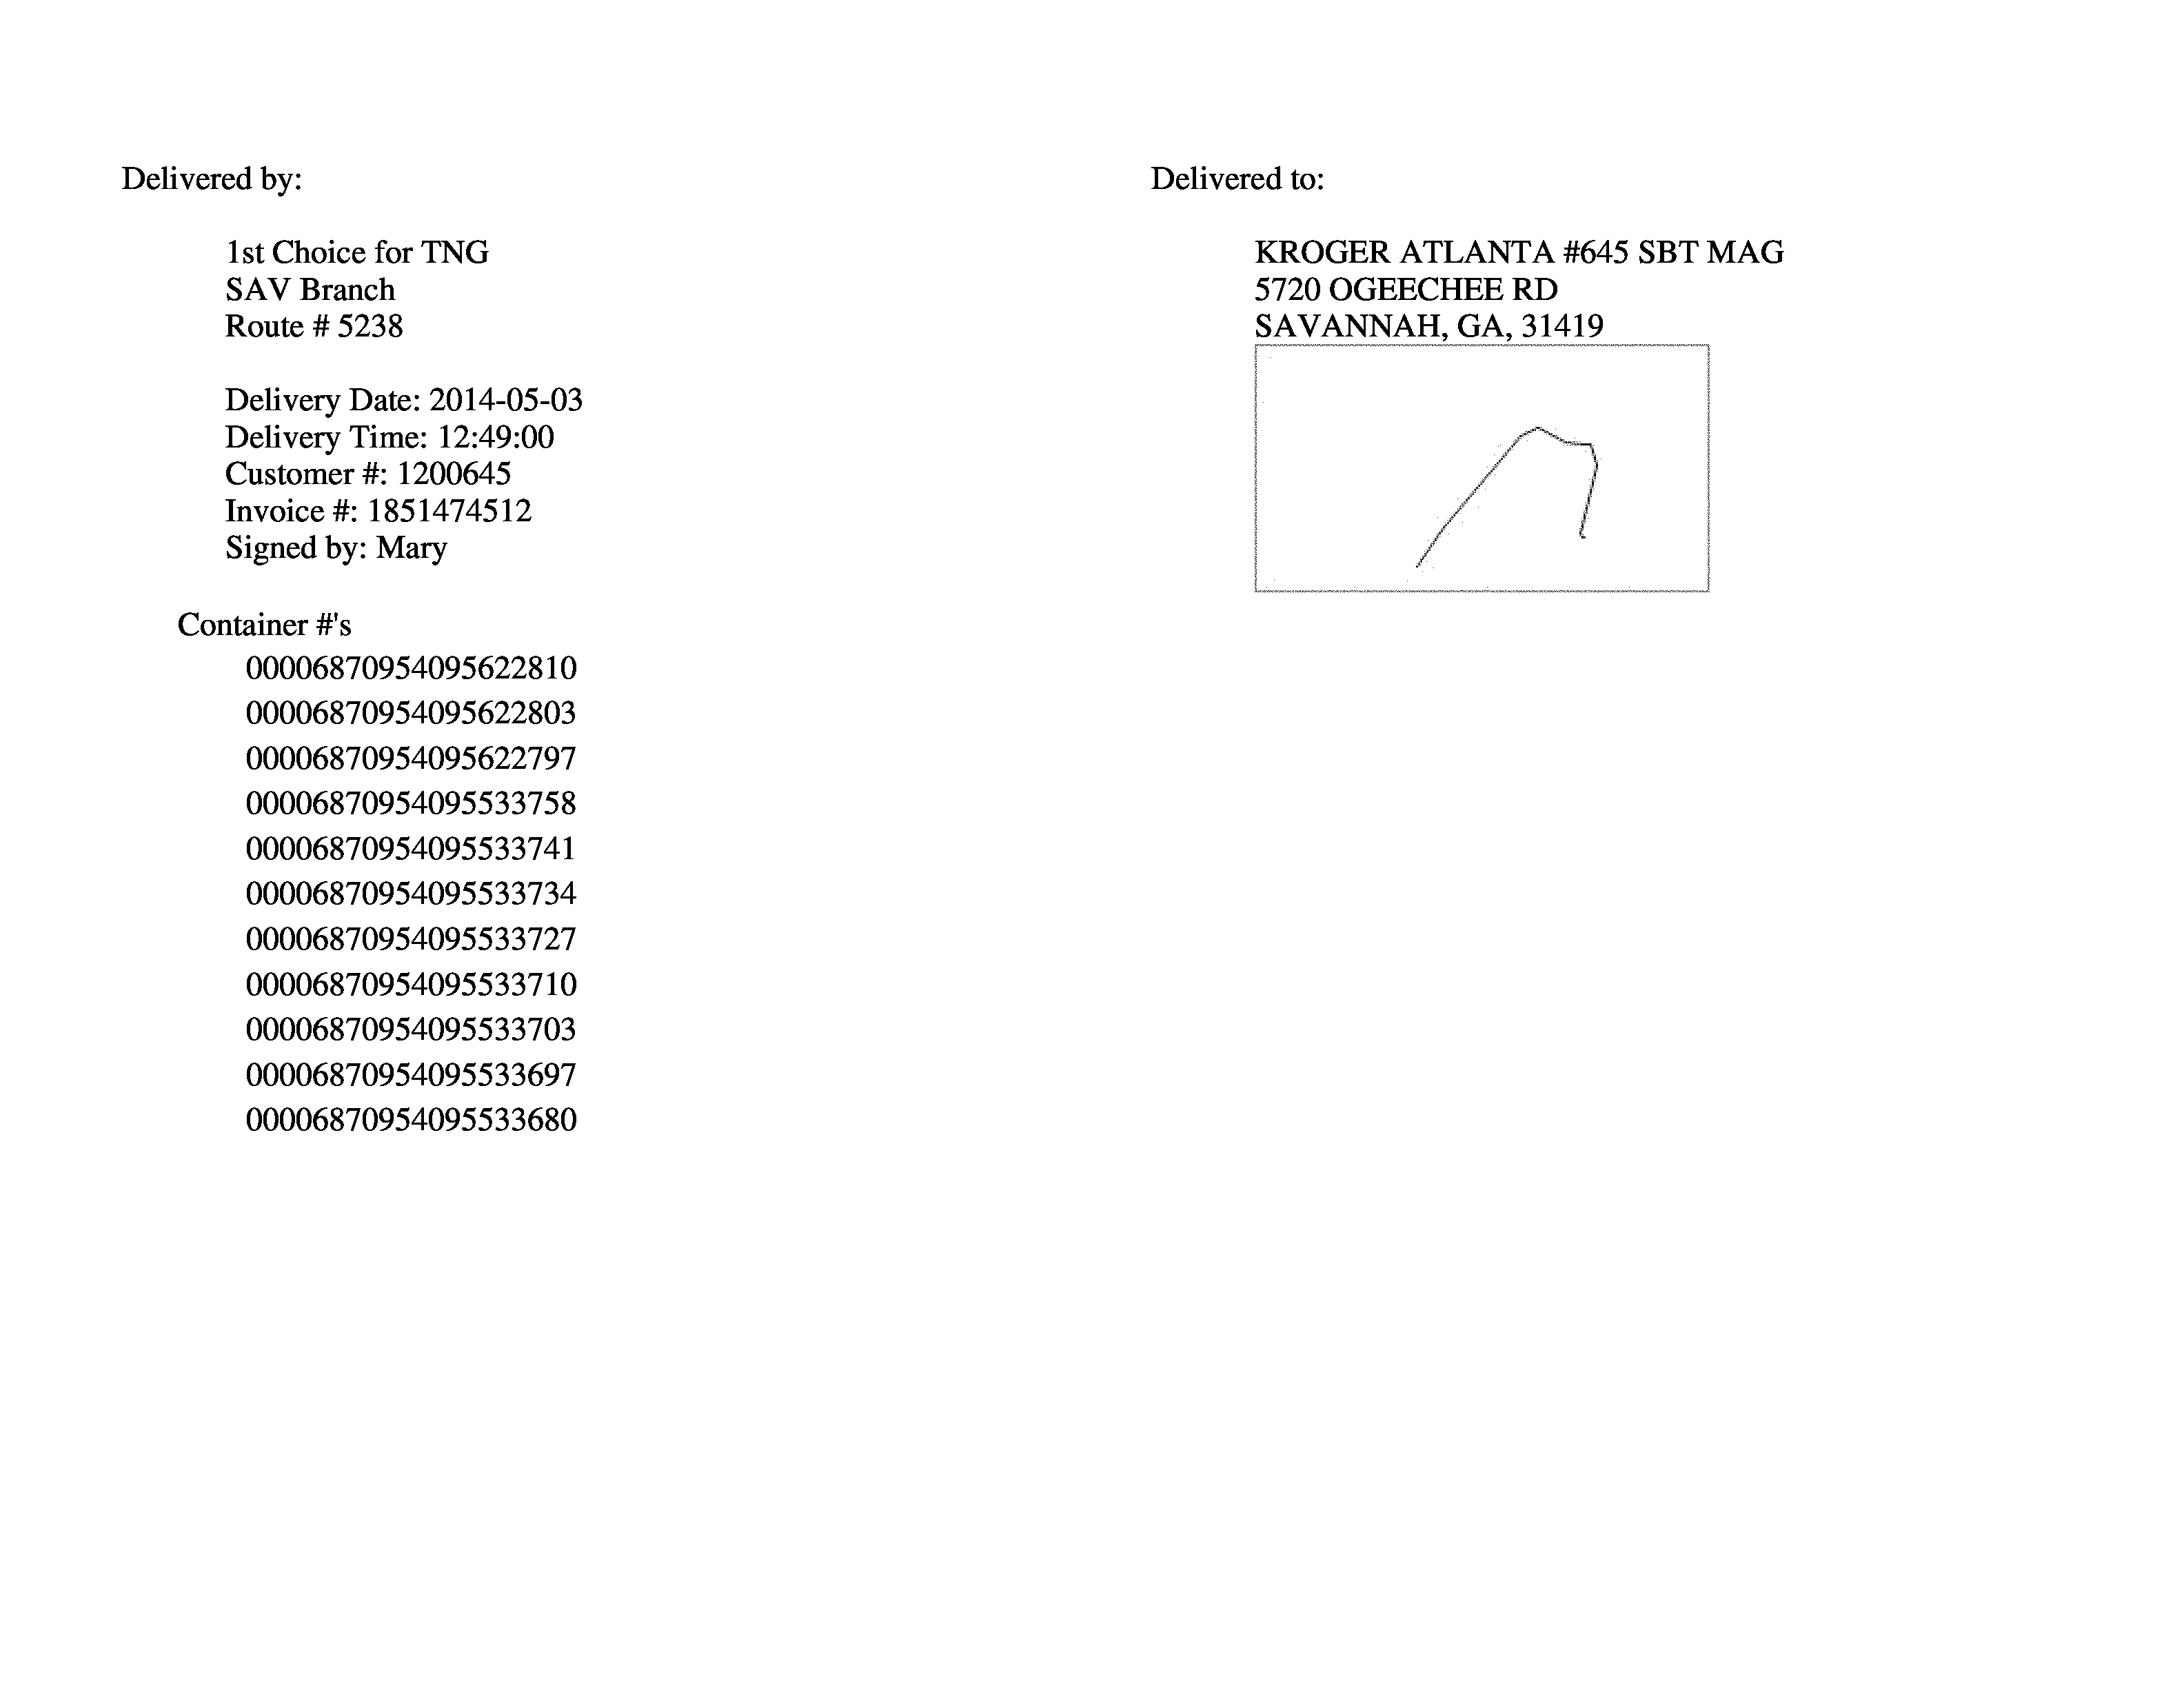 Delivered by:
1st Choice for TNG
SAV Branch
Route # 5238
Delivery Date: 2014-05-03
Delivery Time: 12:49:00
Customer #: 1200645
Invoice #: 1851474512
Signed by: Mary
Container #'s
00006870954095622810
00006870954095622803
00006870954095622797
00006870954095533758
00006870954095533741
00006870954095533734
00006870954095533727
00006870954095533710
00006870954095533703
00006870954095533697
00006870954095533680
Delivered to:
KROGER ATLANTA #645 SBT MAG
5720 OGEECHEE RD
SAVANNAH, GA, 31419